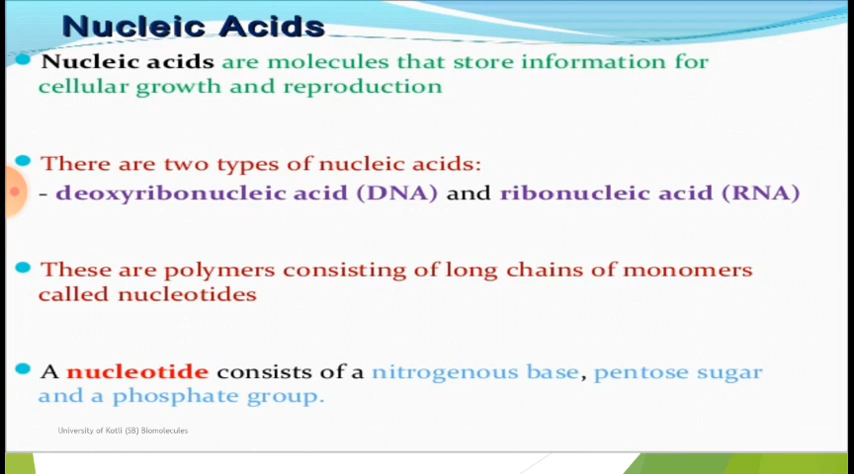 Nucleic Acids
Nucleic acids are molecules that store information for
cellular growth and reproduction
There are two types of nucleic acids:
- deoxyribonucleic acid (DNA) and ribonucleic acid (RNA)
These are polymers consisting of long chains of monomers
called nucleotides
A nucleotide consists of a nitrogenous base, pentose sugar
and a phosphate group.
University of Kotli (SB) Biomolecules